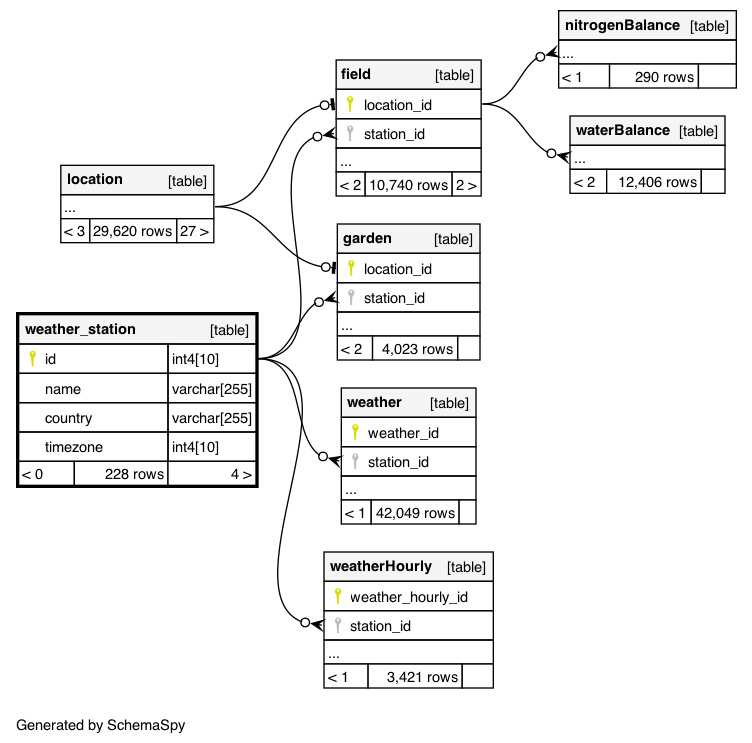 nitrogenBalance [table]
...
< 1 290 rows
field [table]
location_id
station_id
...
< 2 10,740 rows 2 >
waterBalance [table]
...
< 2 12,406 rows
location [table]
...
< 3 29,620 rows 27 >
garden [table]
location_id
station_id
...
< 2 4,023 rows
weather_station [table]
id int4[10]
name varchar[255]
country varchar[255]
timezone int4[10]
< 0 228 rows 4 >
weather [table]
weather_id
station_id
...
< 1 42,049 rows
weatherHourly [table]
weather_hourly_id
station_id
...
< 1 3,421 rows
Generated by SchemaSpy